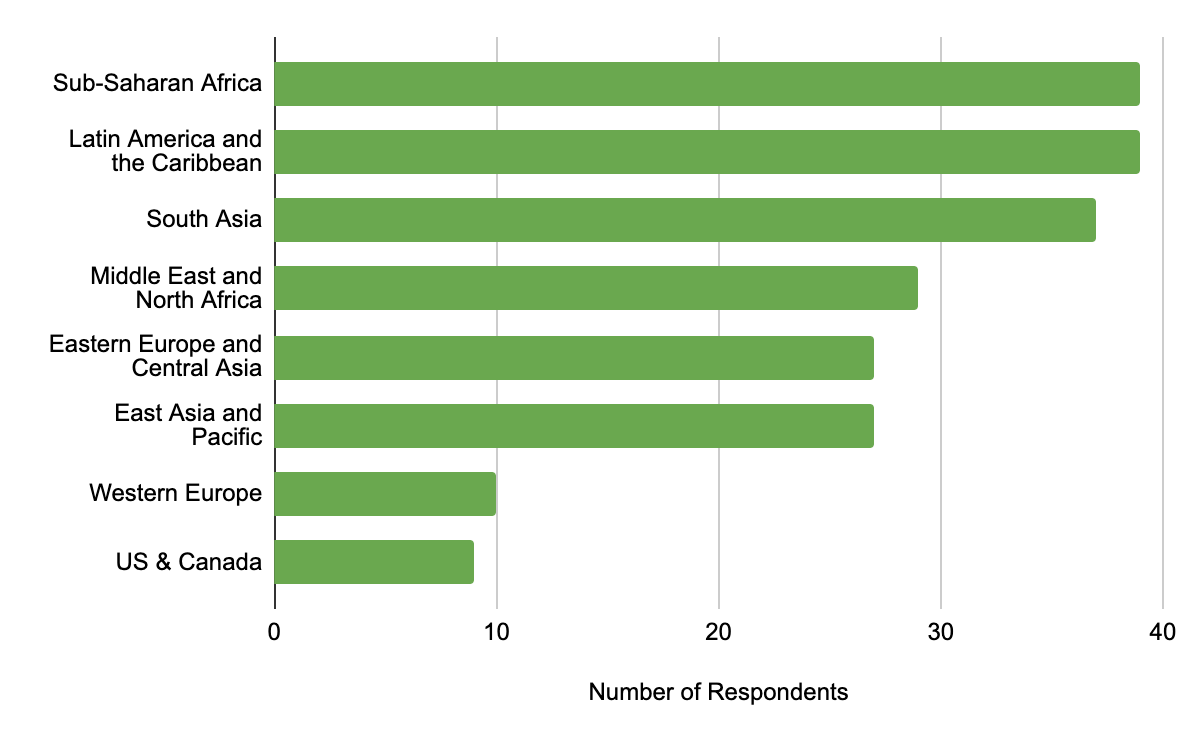 Sub-Saharan Africa
Latin America and
the Caribbean
South Asia
Middle East and
North Africa
Eastern Europe and
Central Asia
East Asia and
Pacific
Western Europe
US & Canada
0 10 20 30 40
Number of Respondents